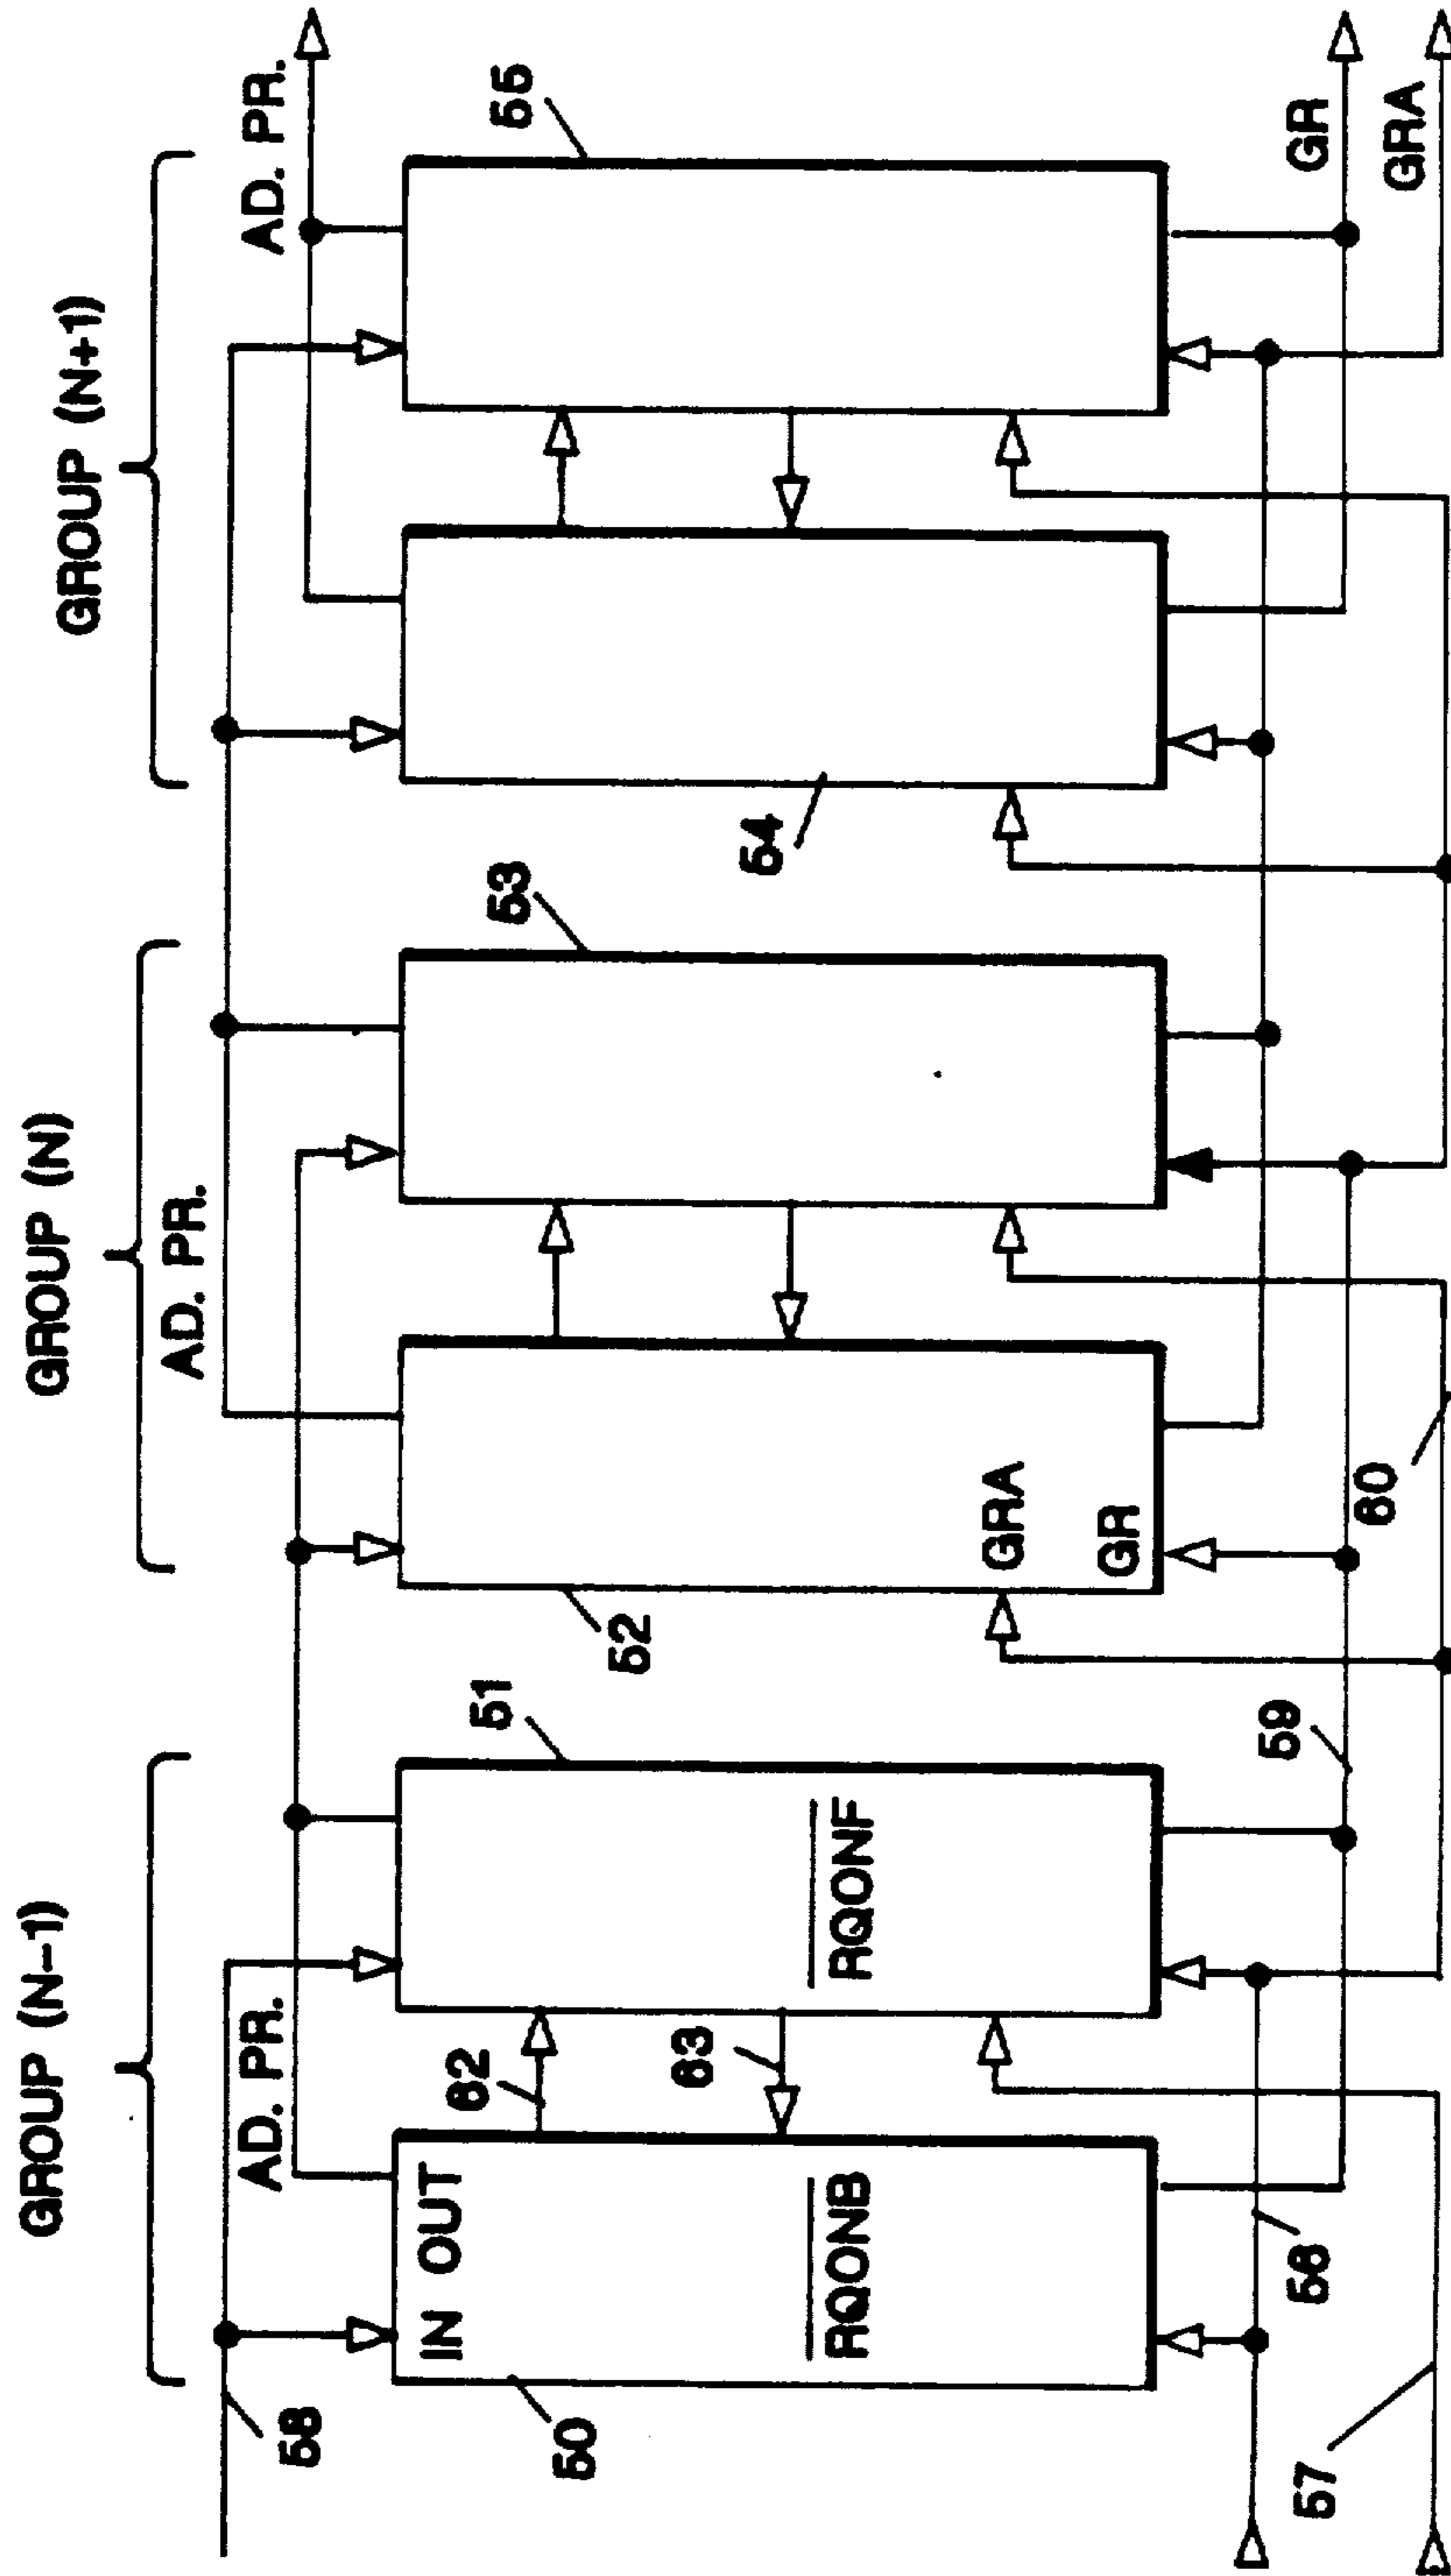 GROUP (N-1)
GROUP (N)
GROUP (N+1)
AD. PR.
AD. PR.
AD. PR.
58
IN OUT
50
62
63
RQONB
51
RQONF
52
GRA
GR
53
54
55
56
57
59
60
GR
GRA